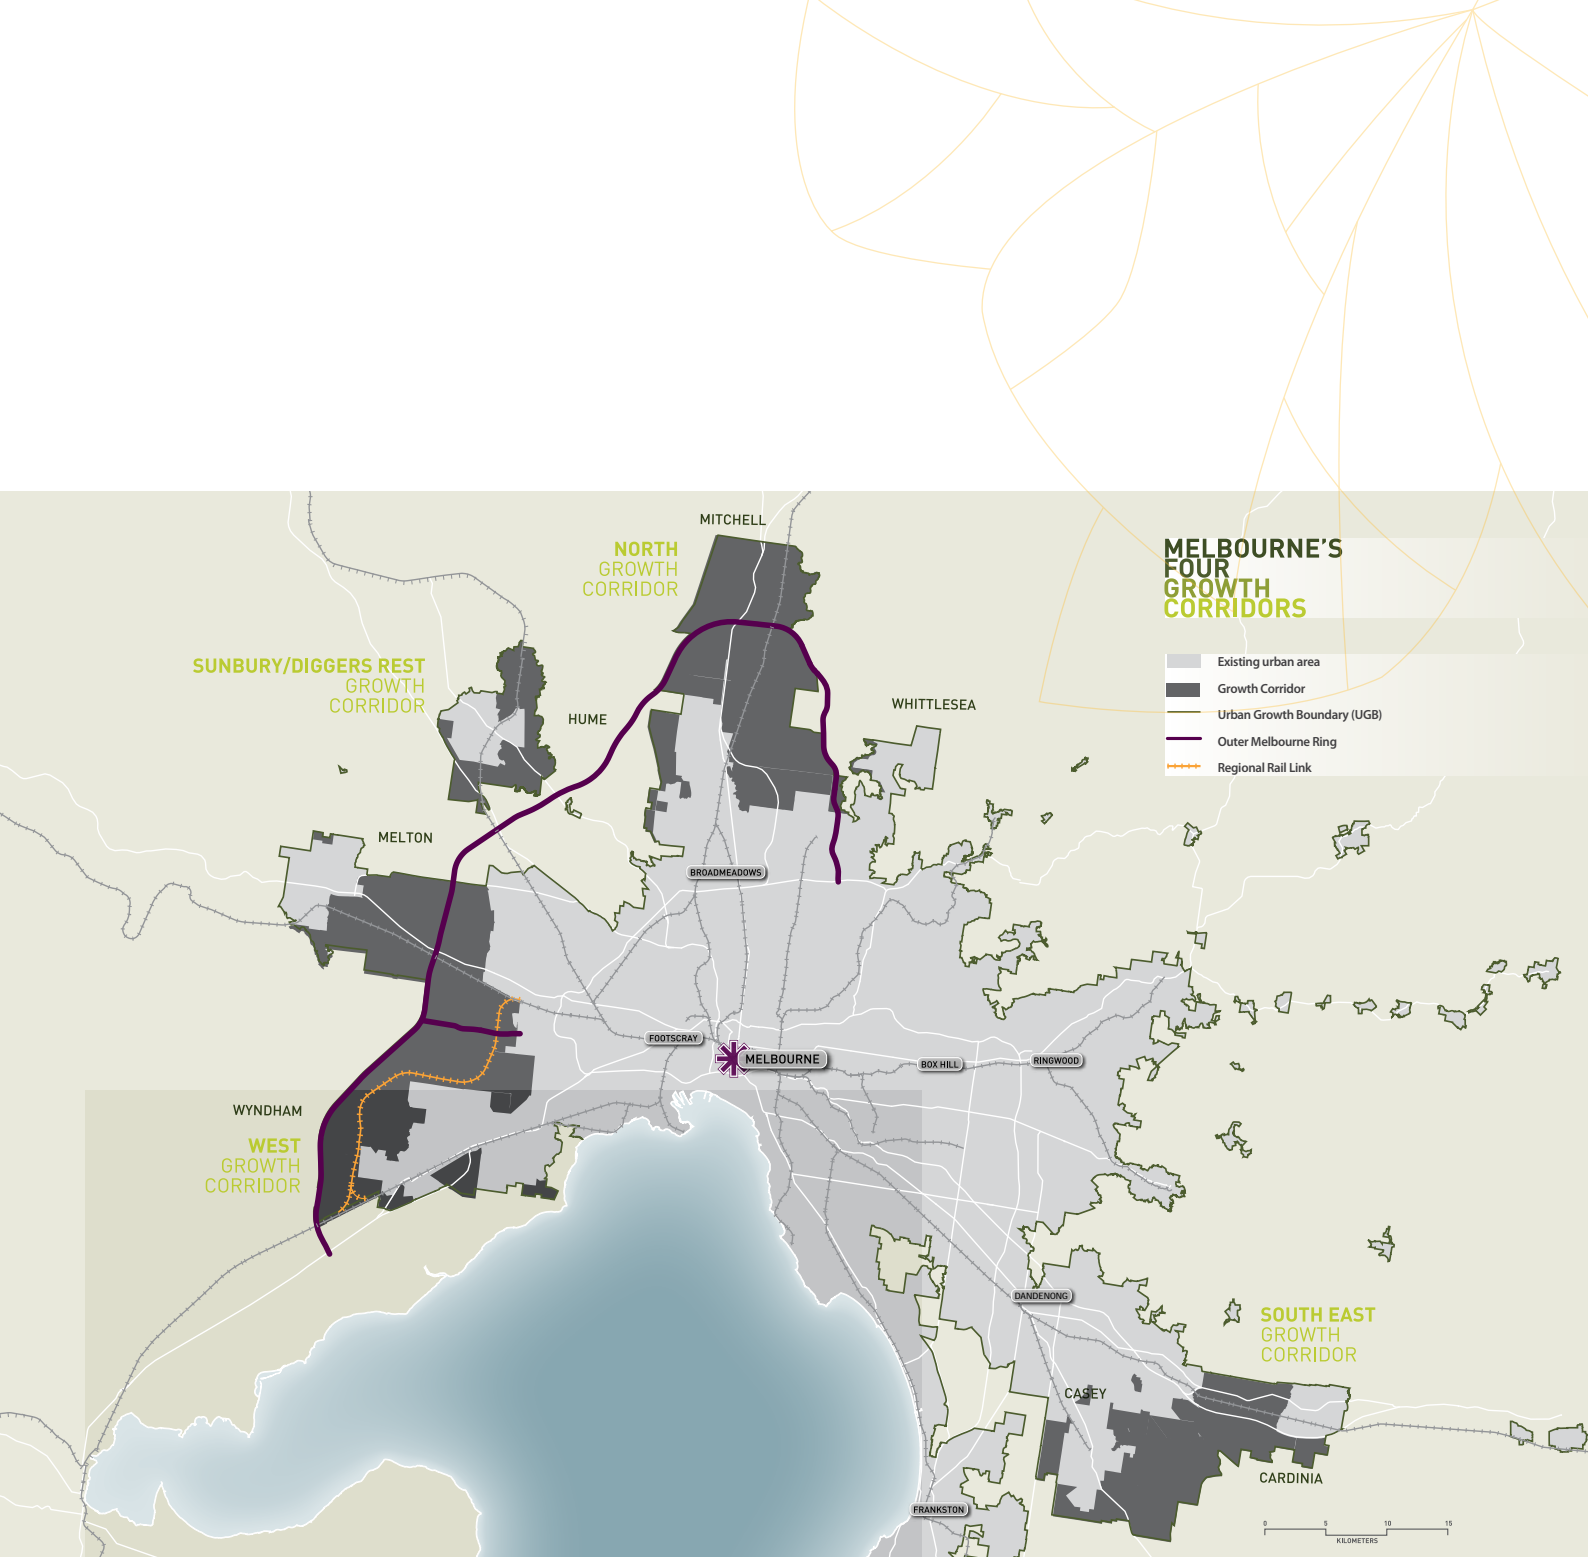 MITCHELL
NORTH
GROWTH
CORRIDOR
MELBOURNE'S
FOUR
GROWTH
CORRIDORS
Existing urban area
Growth Corridor
Urban Growth Boundary (UGB)
Outer Melbourne Ring
Regional Rail Link
SUNBURY/DIGGERS REST
GROWTH
CORRIDOR
HUME
WHITTLESEA
MELTON
BROADMEADOWS
FOOTSCRAY
MELBOURNE
BOX HILL
RINGWOOD
WYNDHAM
WEST
GROWTH
CORRIDOR
DANDENONG
SOUTH EAST
GROWTH
CORRIDOR
CASEY
CARDINIA
FRANKSTON
0 5 10 15
KILOMETERS